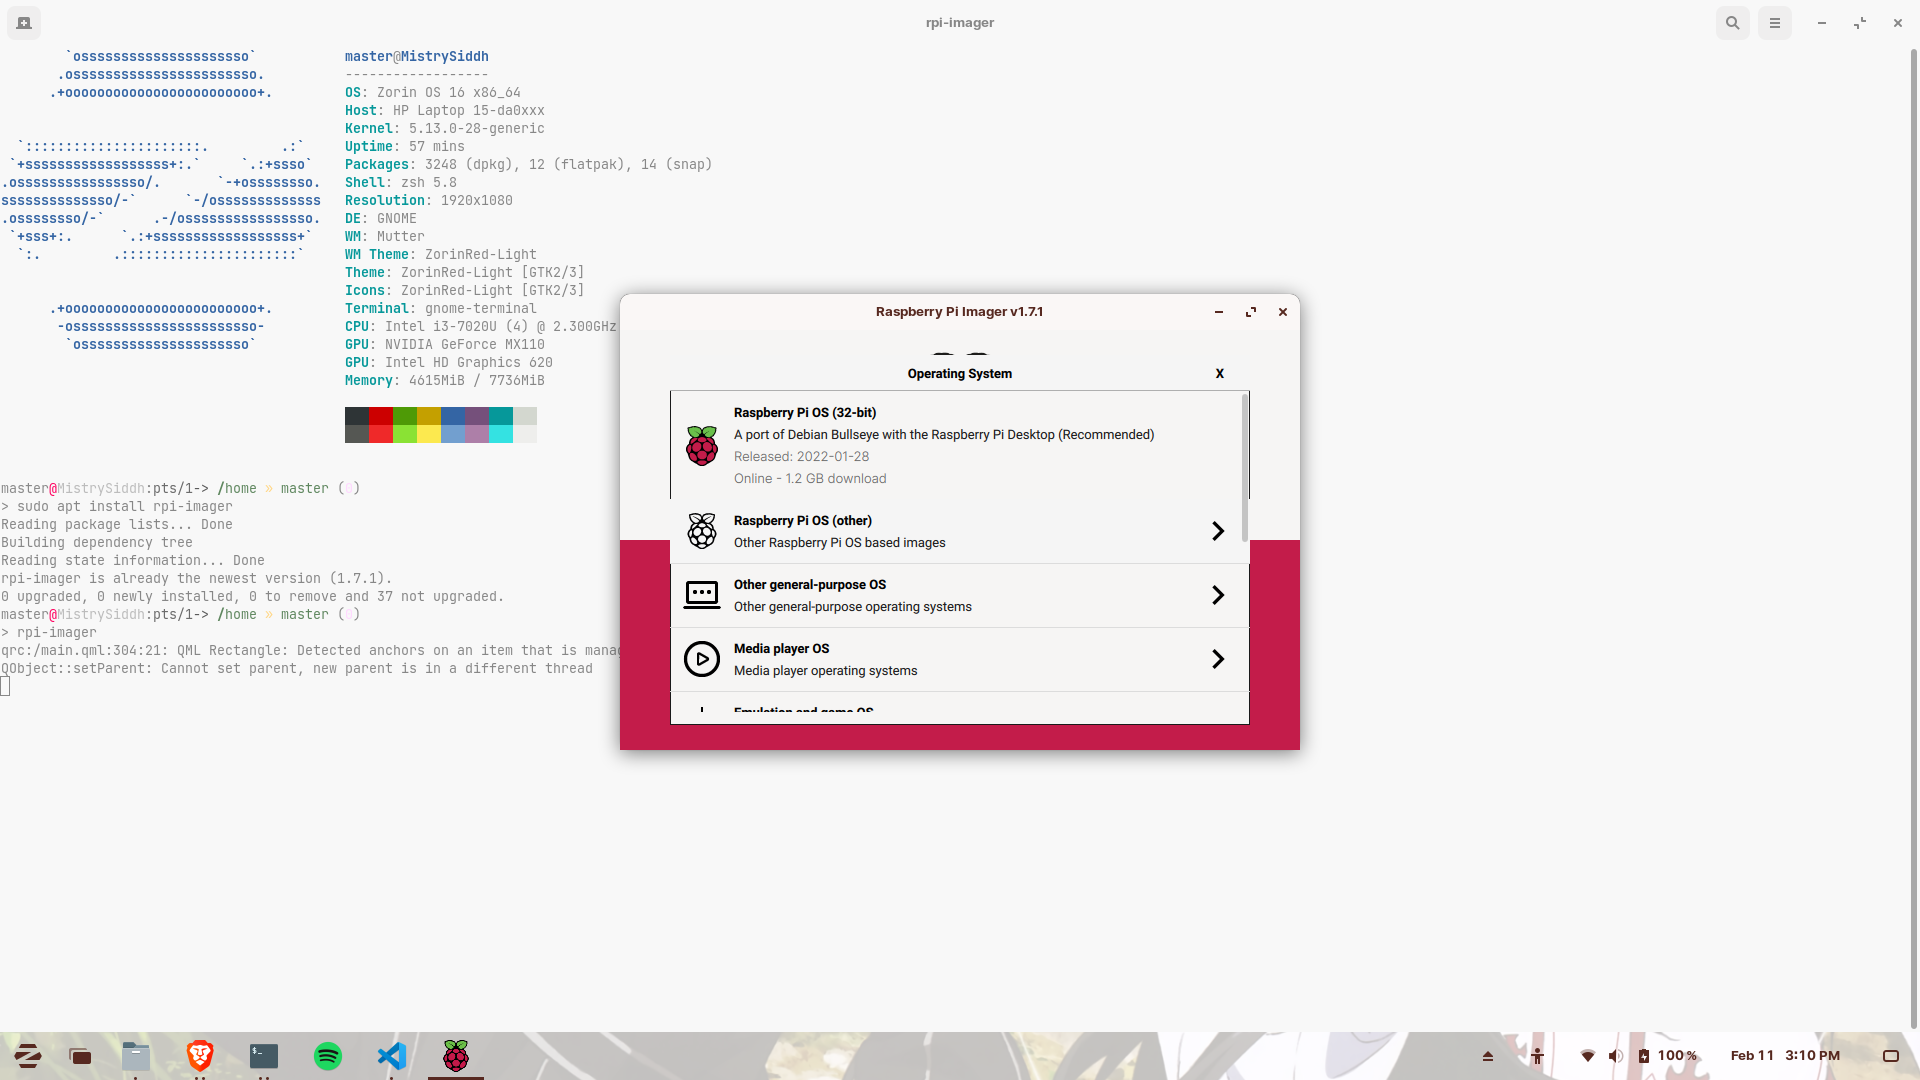 rpi-imager
`osssssssssssssssssssssso`
.osssssssssssssssssssssssso.
.+oooooooooooooooooooooooo+.
`::::::::::::::::::::::. .:`
`+ssssssssssssssssss+:.` `.:+ssso`
.ossssssssssssssso/. `-+ossssssso.
ssssssssssssso/-` `-/osssssssssssss
.ossssssso/-` .-/ossssssssssssssso.
`+sss+:. `.:+ssssssssssssssssss+`
`:. .::::::::::::::::::::::`
.+oooooooooooooooooooooooo+.
-osssssssssssssssssssssssso-
`osssssssssssssssssssssso`
master@MistrySiddh
------------------
OS: Zorin OS 16 x86_64
Host: HP Laptop 15-da0xxx
Kernel: 5.13.0-28-generic
Uptime: 57 mins
Packages: 3248 (dpkg), 12 (flatpak), 14 (snap)
Shell: zsh 5.8
Resolution: 1920x1080
DE: GNOME
WM: Mutter
WM Theme: ZorinRed-Light
Theme: ZorinRed-Light [GTK2/3]
Icons: ZorinRed-Light [GTK2/3]
Terminal: gnome-terminal
CPU: Intel i3-7020U (4) @ 2.300GHz
GPU: NVIDIA GeForce MX110
GPU: Intel HD Graphics 620
Memory: 4615MiB / 7736MiB
master@MistrySiddh:pts/1-> /home » master (0)
> sudo apt install rpi-imager
Reading package lists... Done
Building dependency tree
Reading state information... Done
rpi-imager is already the newest version (1.7.1).
0 upgraded, 0 newly installed, 0 to remove and 37 not upgraded.
master@MistrySiddh:pts/1-> /home » master (0)
> rpi-imager
qrc:/main.qml:304:21: QML Rectangle: Detected anchors on an item that is
QObject::setParent: Cannot set parent, new parent is in a different thread
Raspberry Pi Imager v1.7.1
Operating System X
Raspberry Pi OS (32-bit)
A port of Debian Bullseye with the Raspberry Pi Desktop (Recommended)
Released: 2022-01-28
Online - 1.2 GB download
Raspberry Pi OS (other)
Other Raspberry Pi OS based images
Other general-purpose OS
Other general-purpose operating systems
Media player OS
Media player operating systems
Emulation and game OS
100 %
Feb 11 3:10 PM